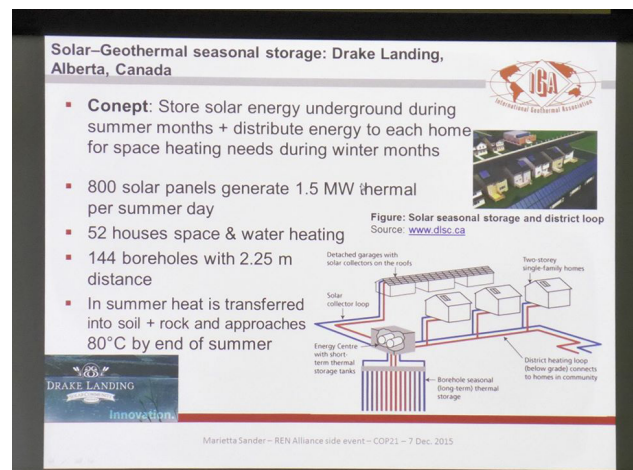 Solar–Geothermal seasonal storage: Drake Landing,
Alberta, Canada
IGA
International Geothermal Association
Conept: Store solar energy underground during
summer months + distribute energy to each home
for space heating needs during winter months
800 solar panels generate 1.5 MW thermal
per summer day
52 houses space & water heating
144 boreholes with 2.25 m
distance
In summer heat is transferred
into soil + rock and approaches
80°C by end of summer
Figure: Solar seasonal storage and district loop
Source: www.dlsc.ca
Detached garages with
solar collectors on the roofs
Two-storey
single-family homes
Solar
collector loop
Energy Centre
with short-
term thermal
storage tanks
Borehole seasonal
(long-term) thermal
storage
District heating loop
(below grade) connects
to homes in community
DRAKE LANDING
Innovation.
Marietta Sander – REN Alliance side event – COP21 – 7 Dec. 2015